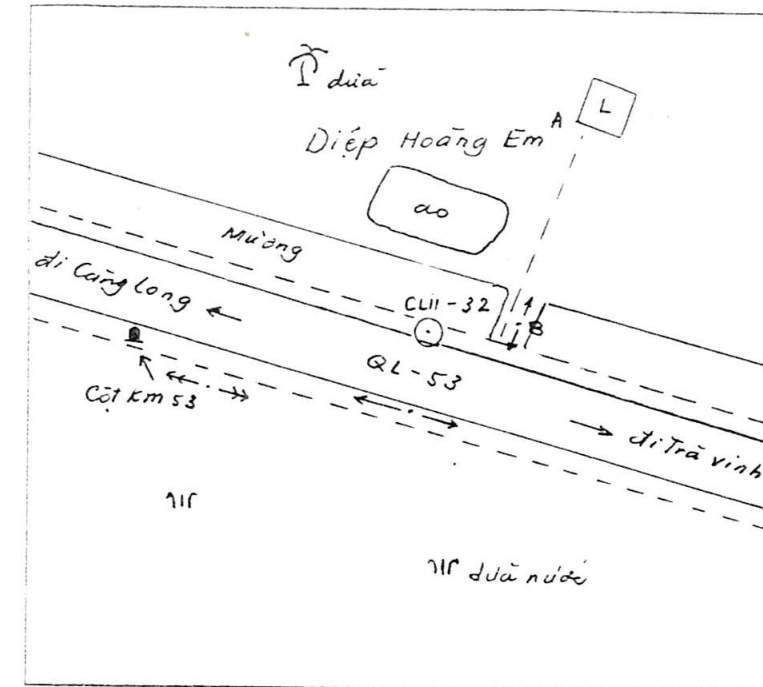 dừa
L
A
Diệp Hoàng Em
ao
Mương
đi Càng Long
CLII-32
B
QL-53
Cột Km 53
đi Trà vinh
dừa nước